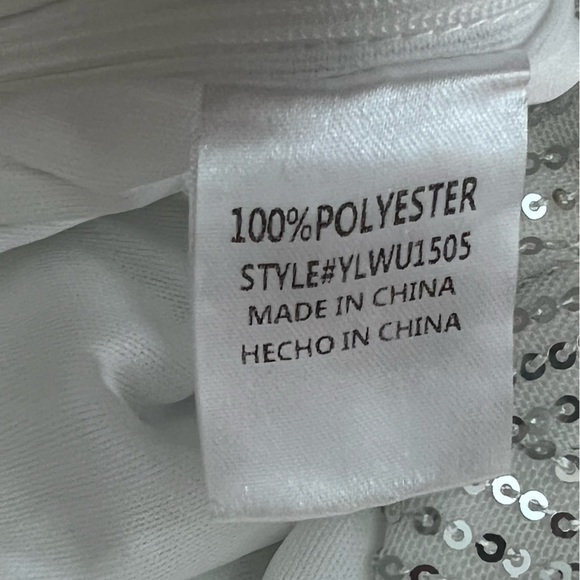 100%POLYESTER
STYLE#YLWU1505
MADE IN CHINA
HECHO IN CHINA